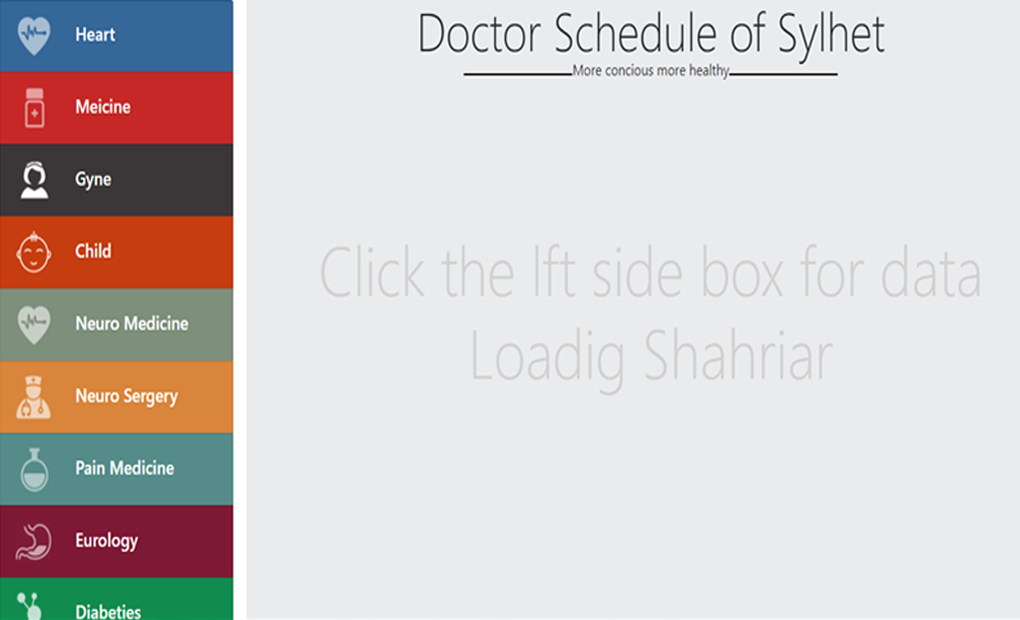 Heart
Meicine
Gyne
Child
Neuro Medicine
Neuro Sergery
Pain Medicine
Eurology
Diabeties
Doctor Schedule of Sylhet
More concious more healthy
Click the lft side box for data
Loadig Shahriar